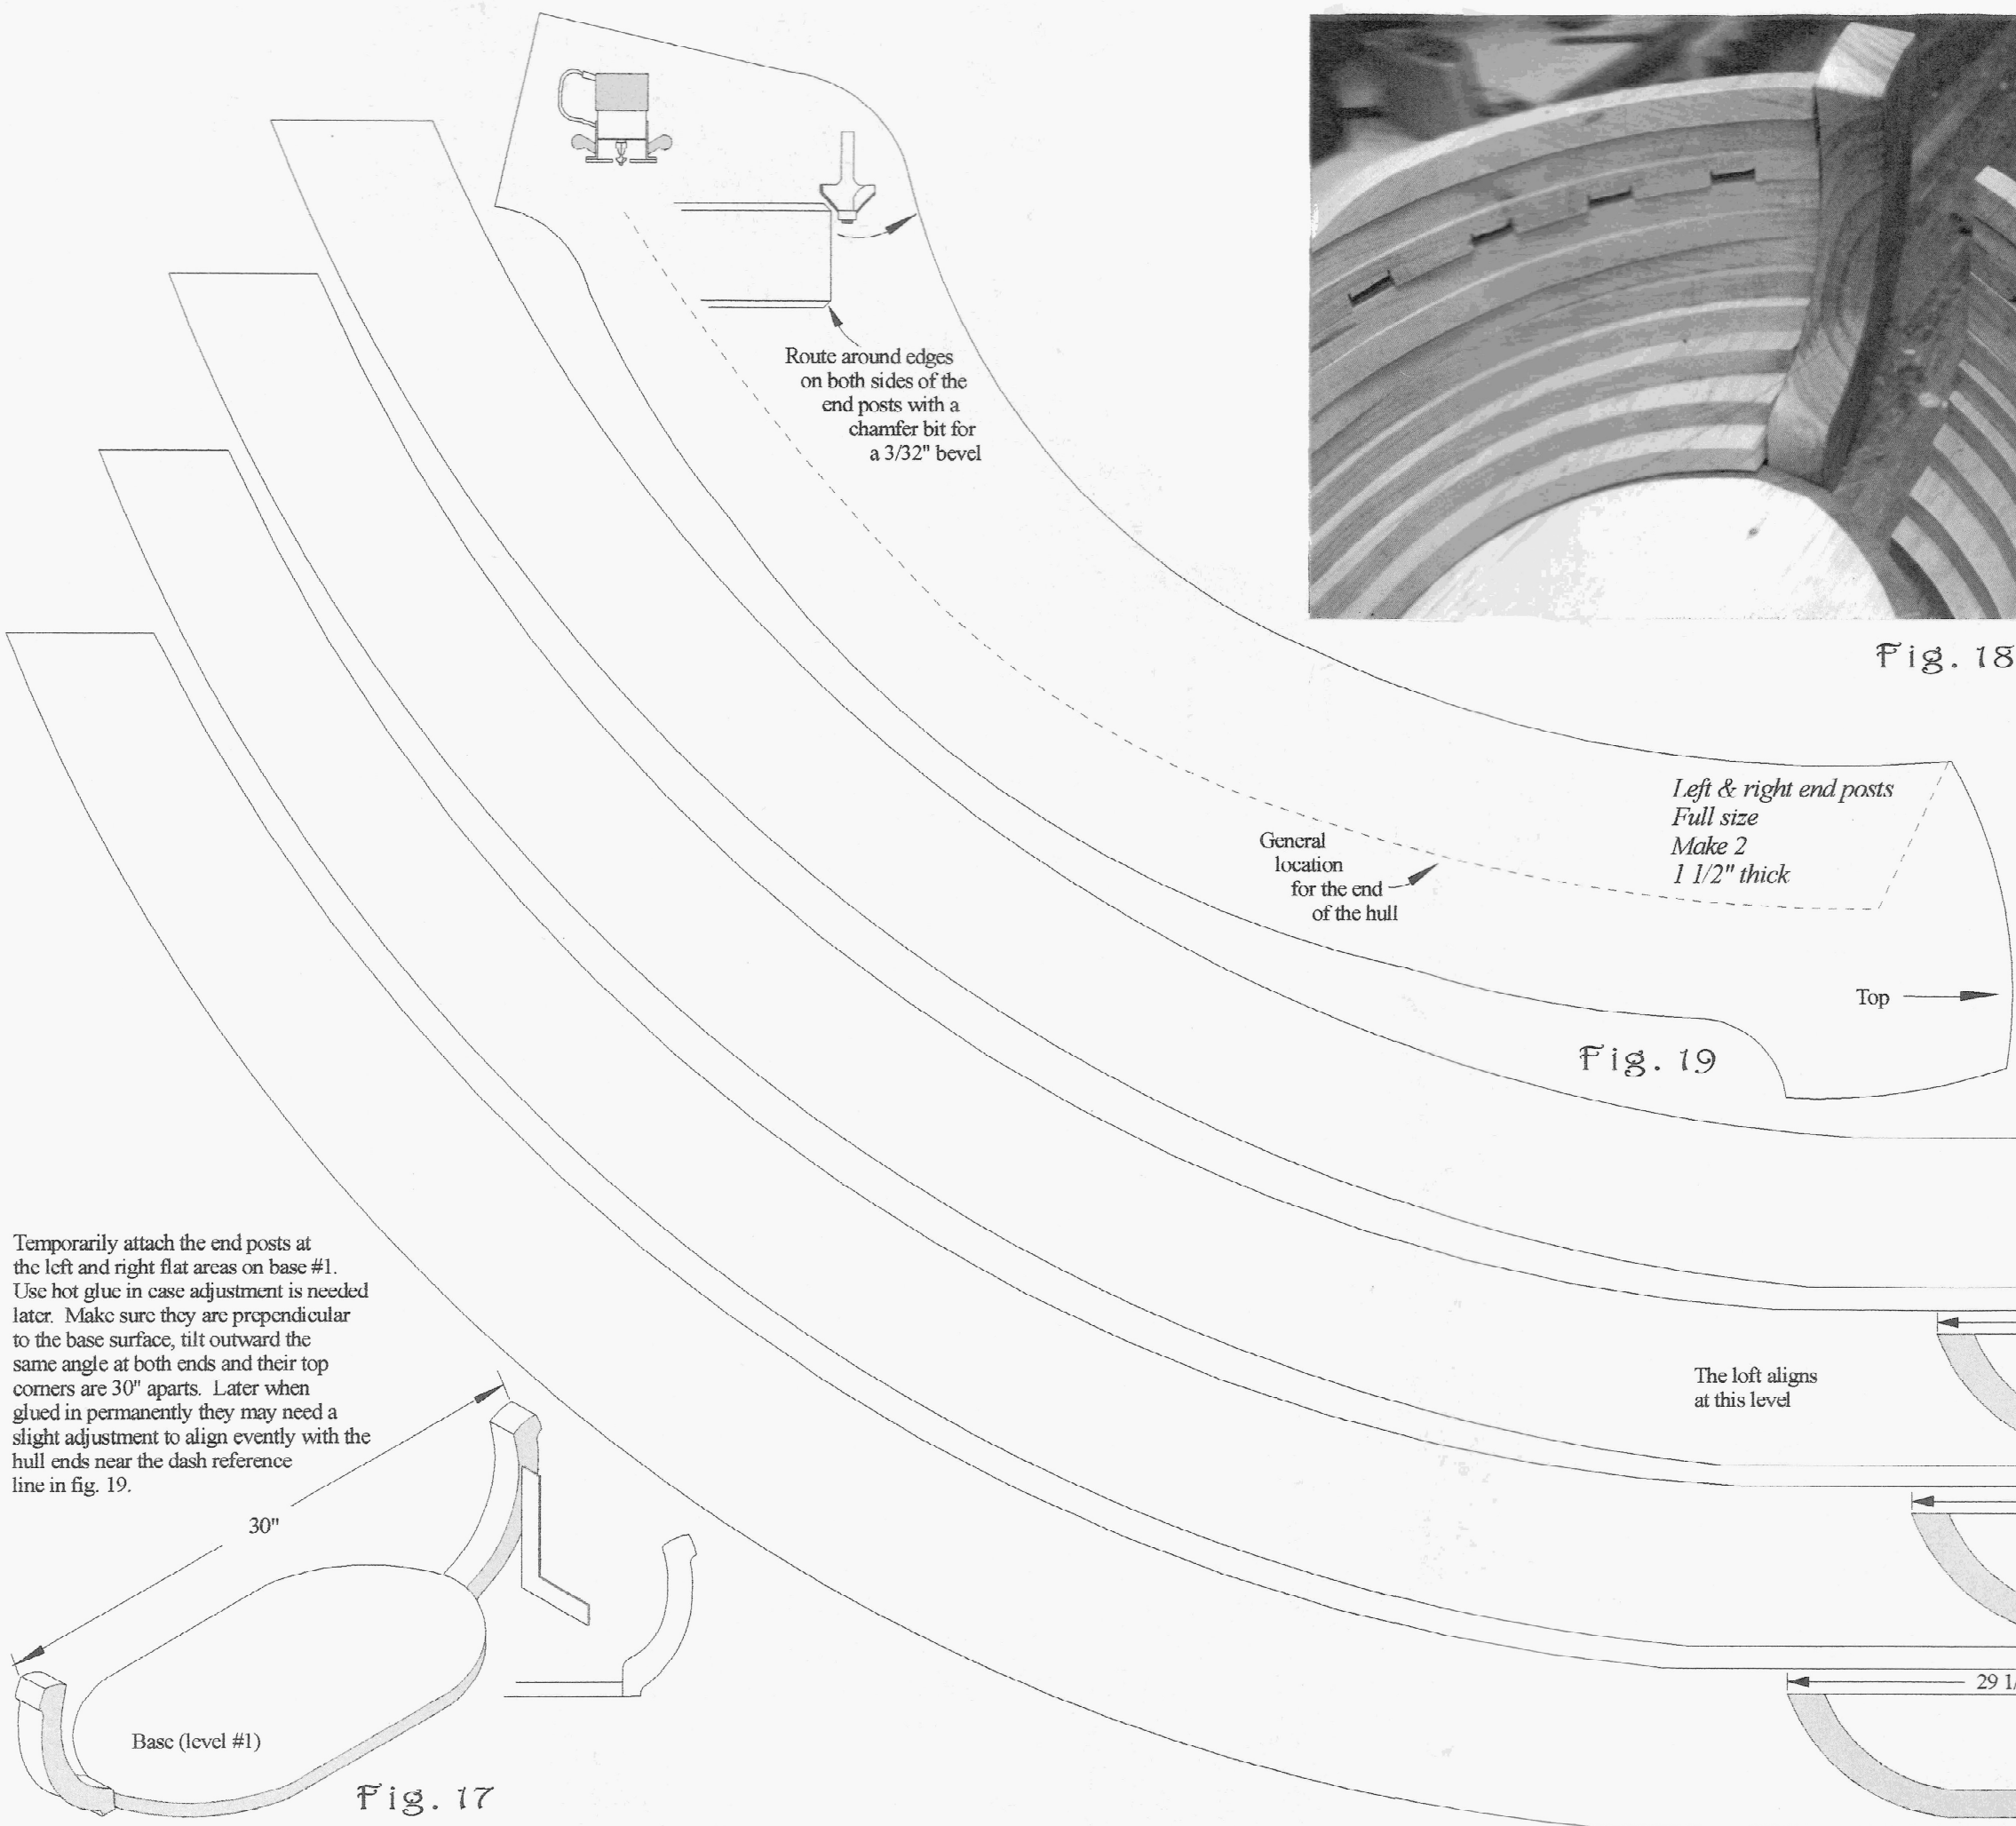 Route around edges
on both sides of the
end posts with a
chamfer bit for
a 3/32" bevel
Fig. 18
Left & right end posts
Full size
Make 2
1 1/2" thick
General
location
for the end
of the hull
Top
Fig. 19
Temporarily attach the end posts at
the left and right flat areas on base #1.
Use hot glue in case adjustment is needed
later. Make sure they are prependicular
to the base surface, tilt outward the
same angle at both ends and their top
corners are 30" aparts. Later when
glued in permanently they may need a
slight adjustment to align evently with the
hull ends near the dash reference
line in fig. 19.
30"
Base (level #1)
Fig. 17
The loft aligns
at this level
29 1/